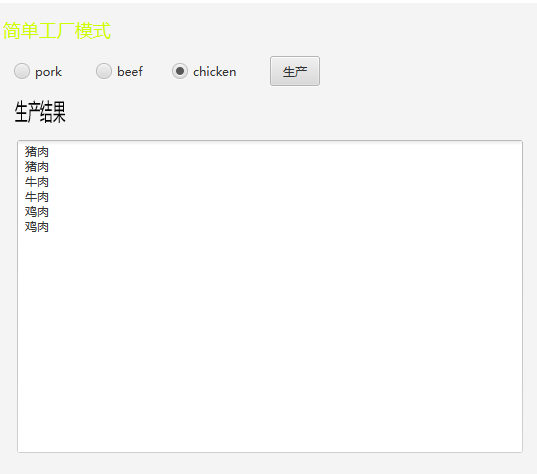 简单工厂模式
pork beef chicken 生产
生产结果
猪肉
猪肉
牛肉
牛肉
鸡肉
鸡肉